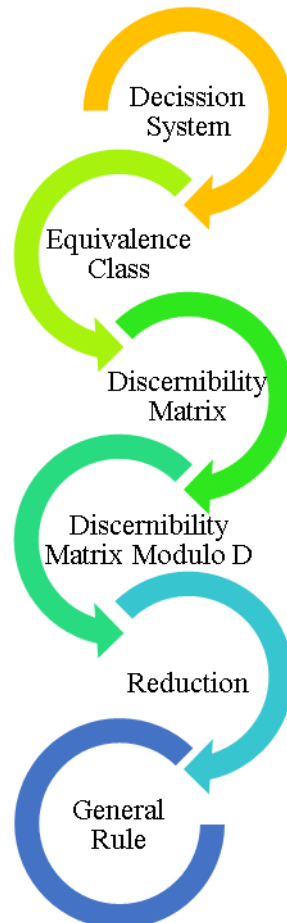 Decission
System
Equivalence
Class
Discernibility
Matrix
Discernibility
Matrix Modulo D
Reduction
General
Rule